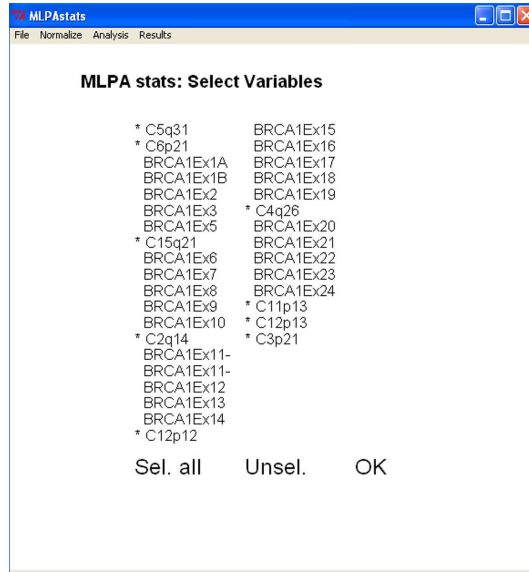 MLPAstats
File Normalize Analysis Results
MLPA stats: Select Variables
* C5q31
* C6p21
BRCA1Ex1A
BRCA1Ex1B
BRCA1Ex2
BRCA1Ex3
BRCA1Ex5
* C15q21
BRCA1Ex6
BRCA1Ex7
BRCA1Ex8
BRCA1Ex9
BRCA1Ex10
* C2q14
BRCA1Ex11-
BRCA1Ex11-
BRCA1Ex12
BRCA1Ex13
BRCA1Ex14
* C12p12
BRCA1Ex15
BRCA1Ex16
BRCA1Ex17
BRCA1Ex18
BRCA1Ex19
* C4q26
BRCA1Ex20
BRCA1Ex21
BRCA1Ex22
BRCA1Ex23
BRCA1Ex24
* C11p13
* C12p13
* C3p21
Sel. all Unsel. OK